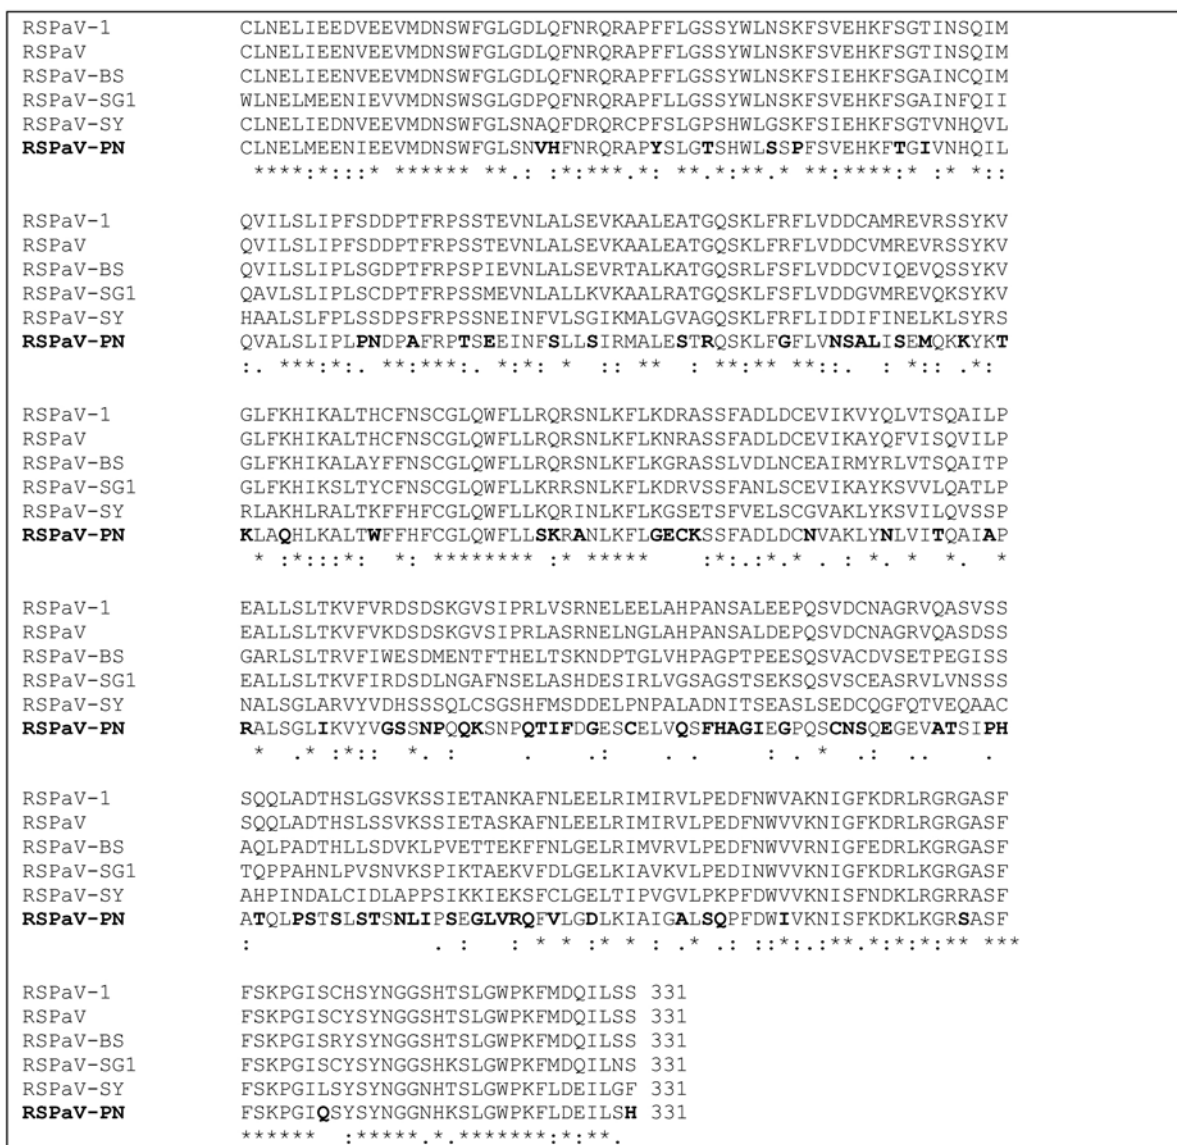 RSPaV-1 CLNELIEEDVEEVMDNSWFGLGDLQFNRQRAPFFLGSSYWLNSKFSVEHKFSGTINSQIM
RSPaV CLNELIEENVEEVMDNSWFGLGDLQFNRQRAPFFLGSSYWLNSKFSVEHKFSGTINSQIM
RSPaV-BS CLNELIEENVEEVMDNSWFGLGDLQFNRQRAPFFLGSSYWLNSKFSIEHKFSGAINCQIM
RSPaV-SG1 WLNELMEENIEVVMDNSWSGLGDPQFNRQRAPFLLGSSYWLNSKFSVEHKFSGAINFQII
RSPaV-SY CLNELIEDNVEEVMDNSWFGLSNAQFDRQRCPFSLGPSHWLGSKFSIEHKFSGTVNHQVL
RSPaV-PN CLNELMEENIEEVMDNSWFGLSNVHFNRQRAPYSLGTSHWLSSPFSVEHKFTGIVNHQIL
****:*:::* ****** **.: *:***.*: **.*:**.* **:****:* :* *::
RSPaV-1 QVILSLIPFSDDPTFRPSSTEVNLALSEVKAALEATGQSKLFRFLVDDCAMREVRSSYKV
RSPaV QVILSLIPFSDDPTFRPSSTEVNLALSEVKAALEATGQSKLFRFLVDDCVMREVRSSYKV
RSPaV-BS QVILSLIPLSGDPTFRPSPIEVNLALSEVRTALKATGQSRLFSFLVDDCVIQEVQSSYKV
RSPaV-SG1 QAVLSLIPLSCDPTFRPSSMEVNLALLKVKAALRATGQSKLFSFLVDDGVMREVQKSYKV
RSPaV-SY HAALSLFPLSSDPSFRPSSNEINFVLSGIKMALGVAGQSKLFRFLIDDIFINELKLSYRS
RSPaV-PN QVALSLIPLPNDPAFRPTSEEINFSLLSIRMALESTRQSKLFGFLVNSALISEMQKKYKT
:. ***:*:. **:***:. *:*: * :: ** : **:** **::. : *:: .*:
RSPaV-1 GLFKHIKALTHCFNSCGLQWFLLRQRSNLKFLKDRASSFADLDCEVIKVYQLVTSQAILP
RSPaV GLFKHIKALTHCFNSCGLQWFLLRQRSNLKFLKNRASSFADLDCEVIKAYQFVISQVILP
RSPaV-BS GLFKHIKALAYFFNSCGLQWFLLRQRSNLKFLKGRASSLVDLNCEAIRMYRLVTSQAITP
RSPaV-SG1 GLFKHIKSLTYCFNSCGLQWFLLKRRSNLKFLKDRVSSFANLSCEVIKAYKSVVLQATLP
RSPaV-SY RLAKHLRALTKFFHFCGLQWFLLKQRINLKFLKGSETSFVELSCGVAKLYKSVILQVSSP
RSPaV-PN KLAQHLKALTWFFHFCGLQWFLLSKRANLKFLGECKSSFADLDCNVAKLYNLVITQAIAP
* :*:::*: *: ******** :* ***** :*:.:*.* . : *. * *. *
RSPaV-1 EALLSLTKVFVRDSDSKGVSIPRLVSRNELEELAHPANSALEEPQSVDCNAGRVQASVSS
RSPaV EALLSLTKVFVKDSDSKGVSIPRLASRNELNGLAHPANSALDEPQSVDCNAGRVQASDSS
RSPaV-BS GARLSLTRVFIWESDMENTFTHELTSKNDPTGLVHPAGPTPEESQSVACDVSETPEGISS
RSPaV-SG1 EALLSLTKVFIRDSDLNGAFNSELASHDESIRLVGSAGSTSEKSQSVSCEASRVLVNSSS
RSPaV-SY NALSGLARVYVDHSSSQLCSGSHFMSDDELPNPALADNITSEASLSEDCQGFQTVEQAAC
RSPaV-PN RALSGLIKVYVGSSNPQQKSNPQTIFDGESCELVQSFHAGIEGPQSCNSQEGEVATSIPH
* .* :*:: *. : . .: . . : . * .: .. .
RSPaV-1 SQQLADTHSLGSVKSSIETANKAFNLEELRIMIRVLPEDFNWVAKNIGFKDRLRGRGASF
RSPaV SQQLADTHSLSSVKSSIETASKAFNLEELRIMIRVLPEDFNWVVKNIGFKDRLRGRGASF
RSPaV-BS AQLPADTHLLSDVKLPVETTEKFFNLGELRIMVRVLPEDFNWVVRNIGFEDRLKGRGASF
RSPaV-SG1 TQPPAHNLPVSNVKSPIKTAEKVFDLGELKIAVKVLPEDINWVVKNIGFKDRLRGRGASF
RSPaV-SY AHPINDALCIDLAPPSIKKIEKSFCLGELTIPVGVLPKPFDWVVKNISFNDKLRGRRASF
RSPaV-PN ATQLPSTSLSTSNLIPSEGLVRQFVLGDLKIAIGALSQPFDWIVKNISFKDKLKGRSASF
: . : : * * :* * : .* .: ::*:.:**.*:*:*:** ***
RSPaV-1 FSKPGISCHSYNGGSHTSLGWPKFMDQILSS 331
RSPaV FSKPGISCYSYNGGSHTSLGWPKFMDQILSS 331
RSPaV-BS FSKPGISRYSYNGGSHTSLGWPKFMDQILSS 331
RSPaV-SG1 FSKPGISCYSYNGGSHKSLGWPKFMDQILNS 331
RSPaV-SY FSKPGILSYSYNGGNHTSLGWPKFLDEILGF 331
RSPaV-PN FSKPGIQSYSYNGGNHKSLGWPKFLDEILSH 331
****** :*****.*.*******:*:**.